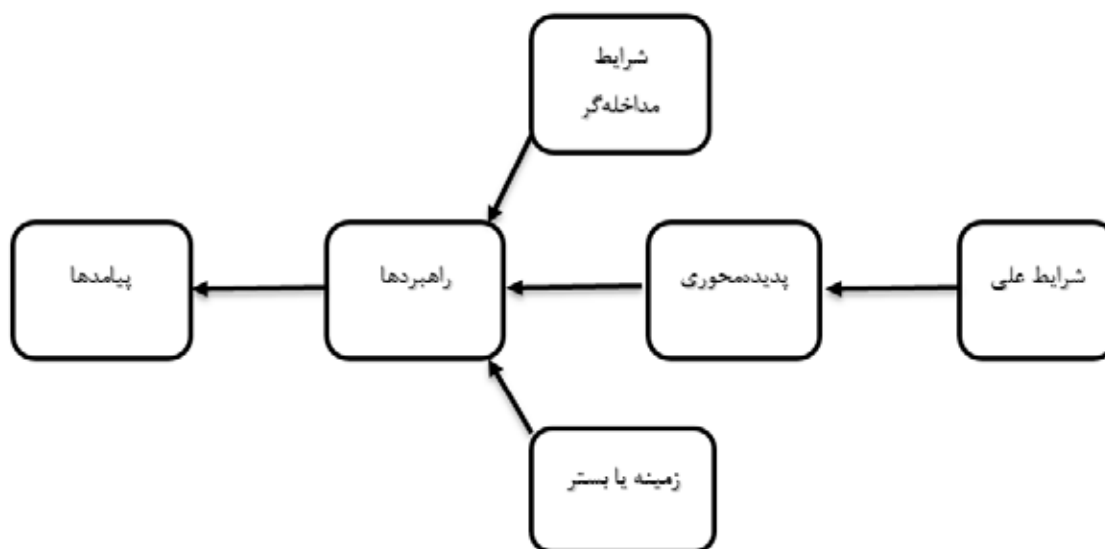 شرایط
مداخله‌گر
شرایط علی
پدیده‌محوری
راهبردها
پیامدها
زمینه یا بستر